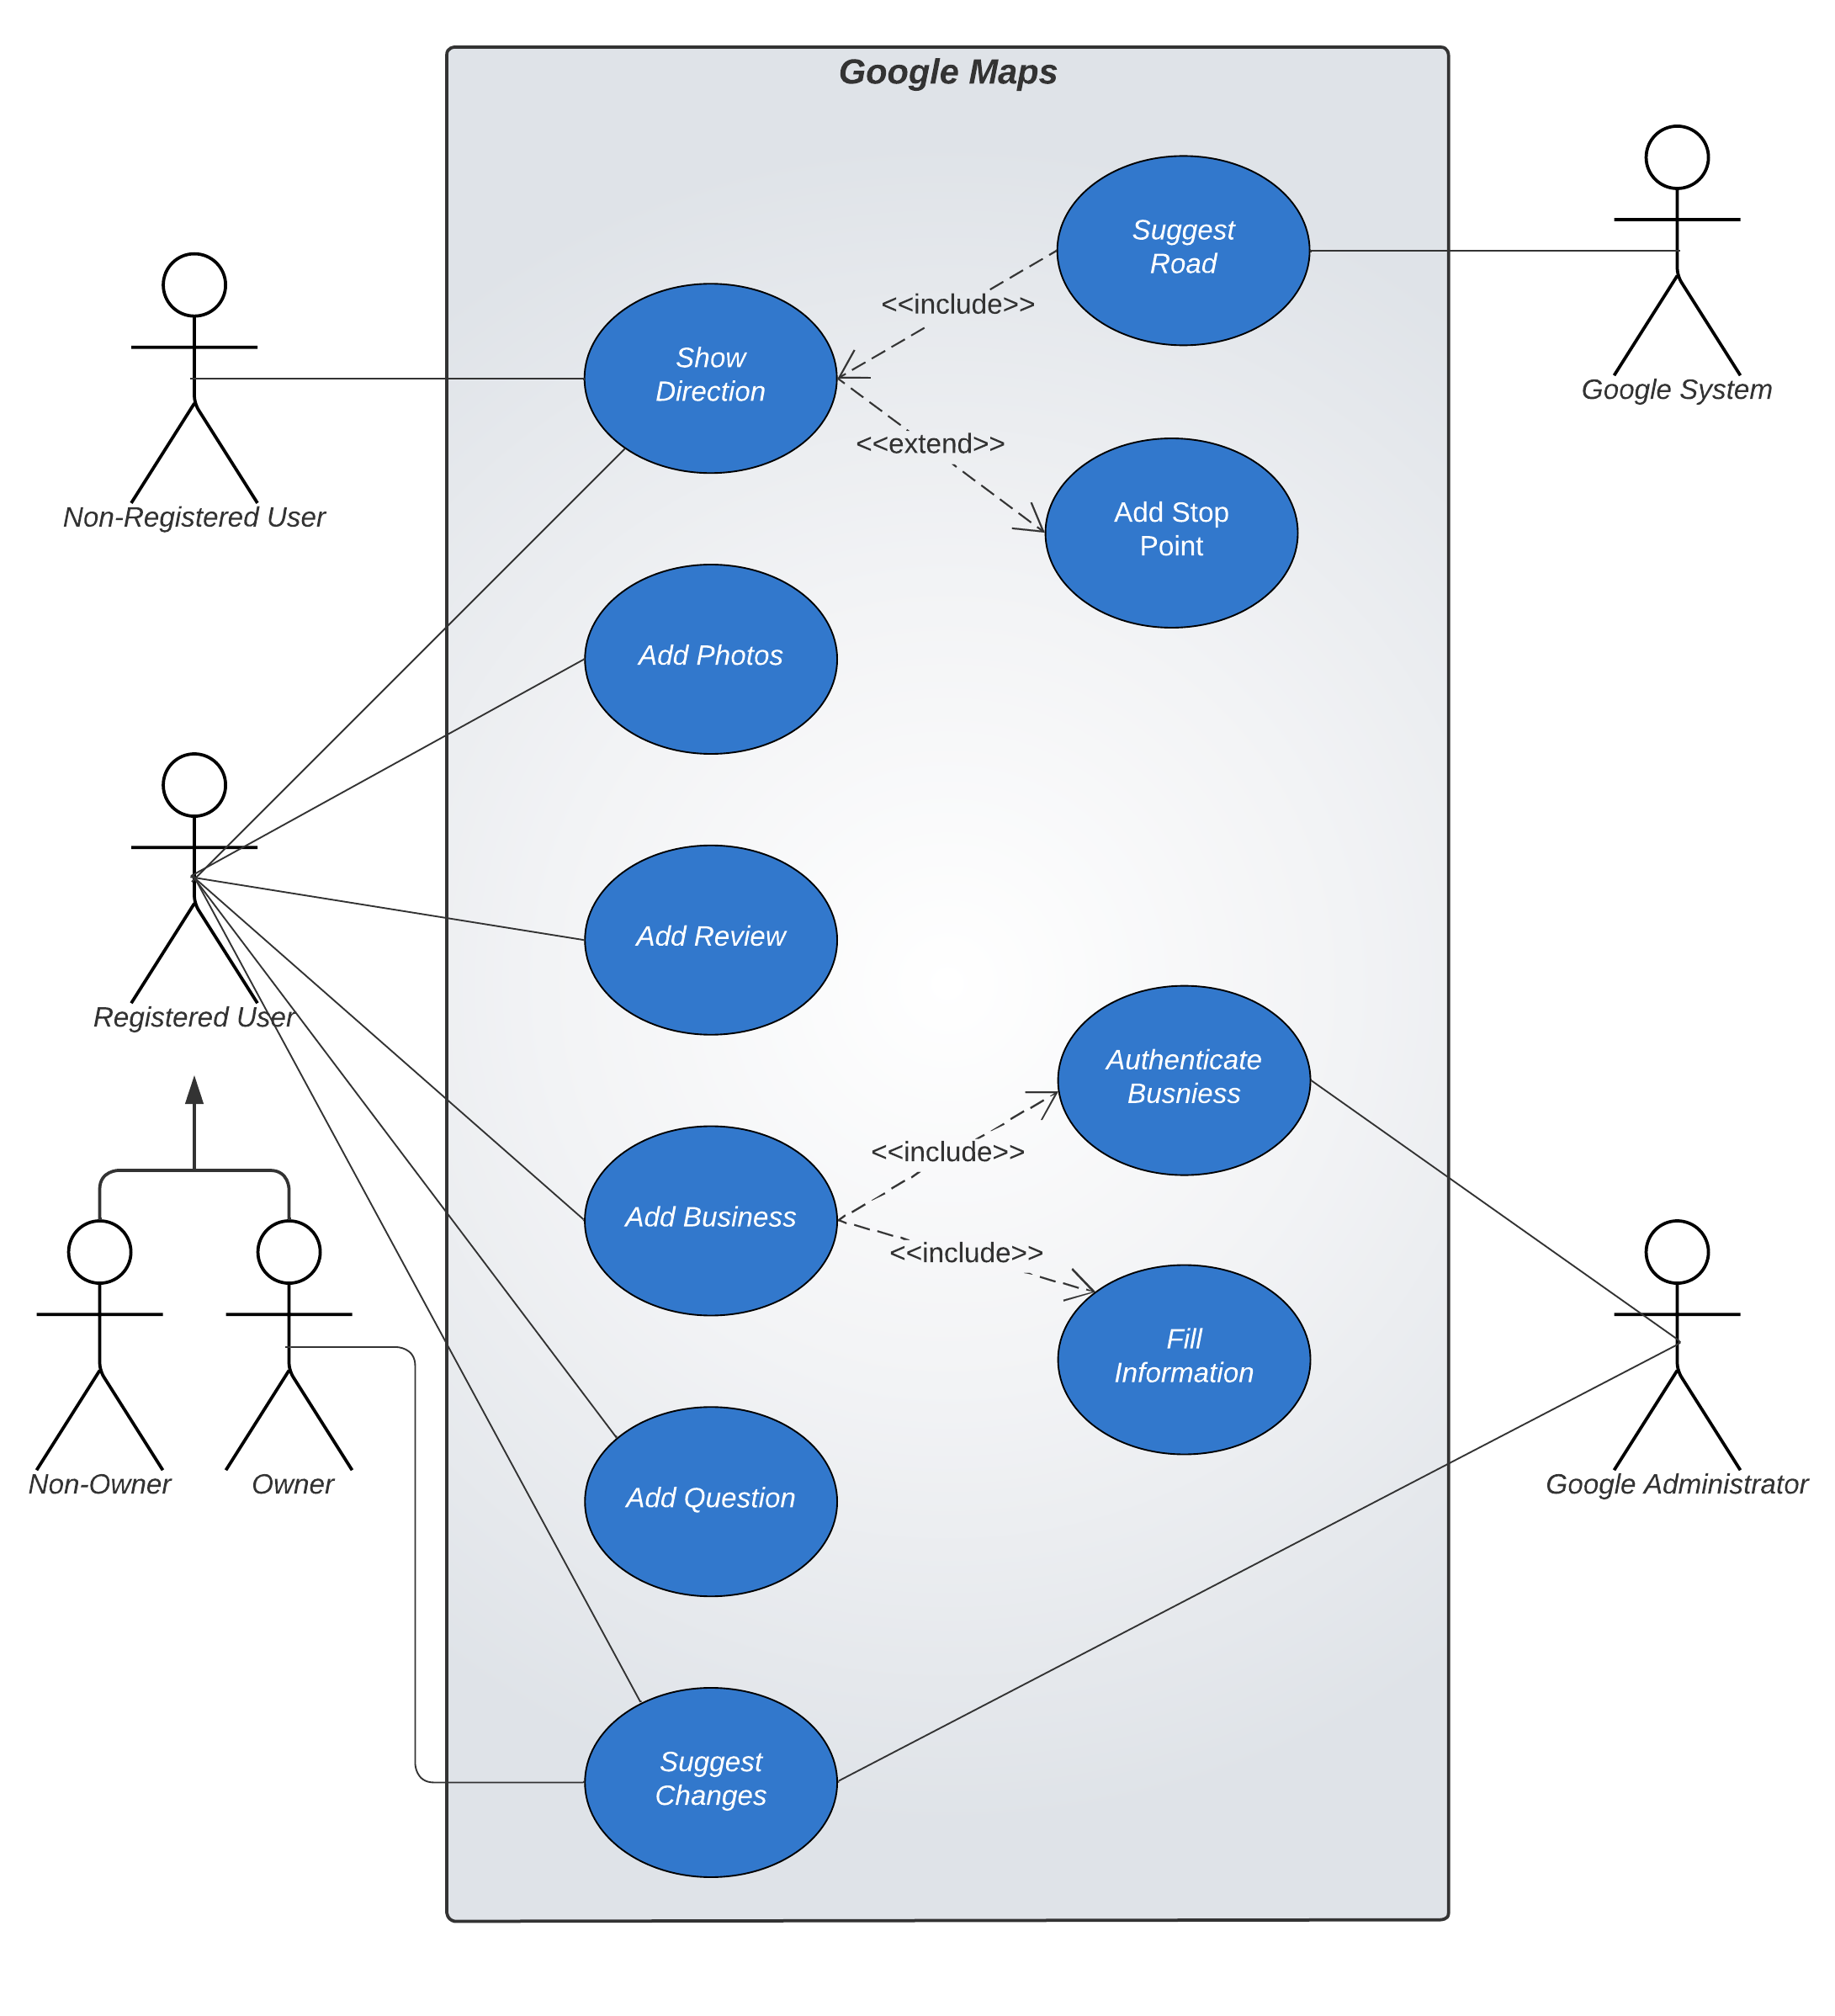 Google Maps
Suggest
Road
<<include>>
Show
Direction
Google System
<<extend>>
Non-Registered User
Add Stop
Point
Add Photos
Add Review
Registered User
Authenticate
Busniess
<<include>>
Add Business
<<include>>
Fill
Information
Non-Owner
Owner
Google Administrator
Add Question
Suggest
Changes